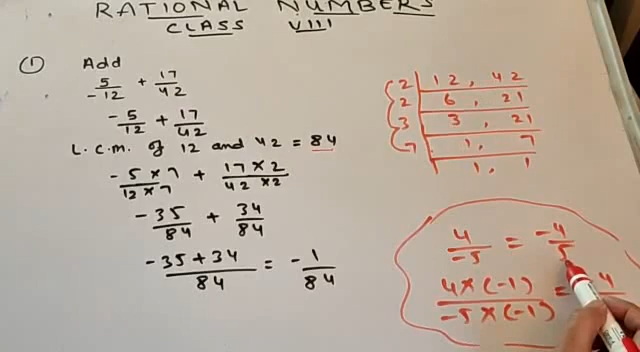 RATIONAL NUMBERS
CLASS VIII
① Add
5/-12 + 17/42
-5/12 + 17/42
L.C.M. of 12 and 42 = 84
-5×7/12×7 + 17×2/42×2
-35/84 + 34/84
-35+34/84 = -1/84
2 | 12, 42
2 | 6, 21
3 | 3, 21
7 | 1, 7
| 1, 1
4/-5 = -4/5
4×(-1)/-5×(-1) = 4